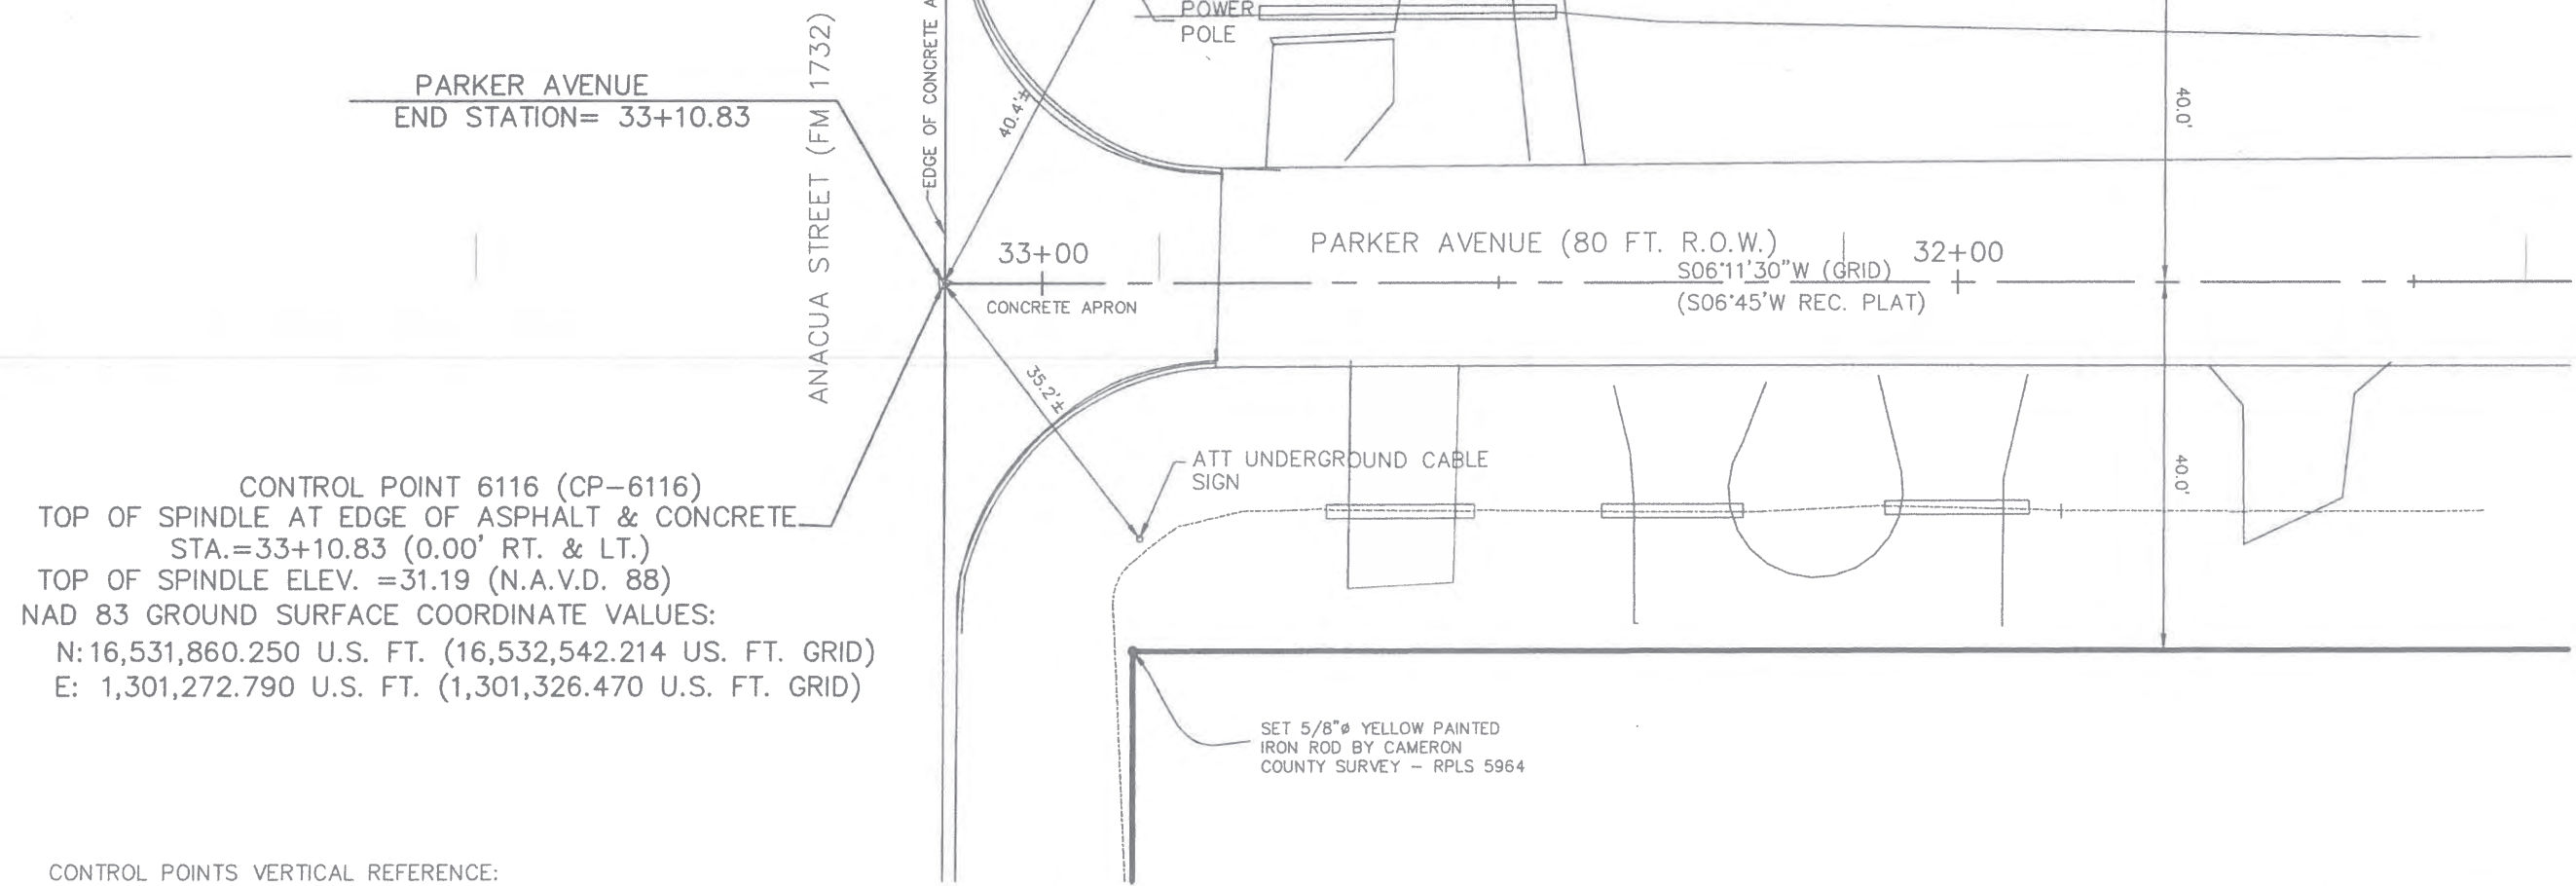 POWER
POLE
PARKER AVENUE
END STATION= 33+10.83
ANACUA STREET (FM 1732)
EDGE OF CONCRETE A
40.4'±
40.0'
PARKER AVENUE (80 FT. R.O.W.)
33+00
32+00
S06°11'30"W (GRID)
(S06°45'W REC. PLAT)
CONCRETE APRON
35.2'±
40.0'
ATT UNDERGROUND CABLE
SIGN
CONTROL POINT 6116 (CP-6116)
TOP OF SPINDLE AT EDGE OF ASPHALT & CONCRETE
STA.=33+10.83 (0.00' RT. & LT.)
TOP OF SPINDLE ELEV. =31.19 (N.A.V.D. 88)
NAD 83 GROUND SURFACE COORDINATE VALUES:
N:16,531,860.250 U.S. FT. (16,532,542.214 US. FT. GRID)
E: 1,301,272.790 U.S. FT. (1,301,326.470 U.S. FT. GRID)
SET 5/8"ø YELLOW PAINTED
IRON ROD BY CAMERON
COUNTY SURVEY - RPLS 5964
CONTROL POINTS VERTICAL REFERENCE: